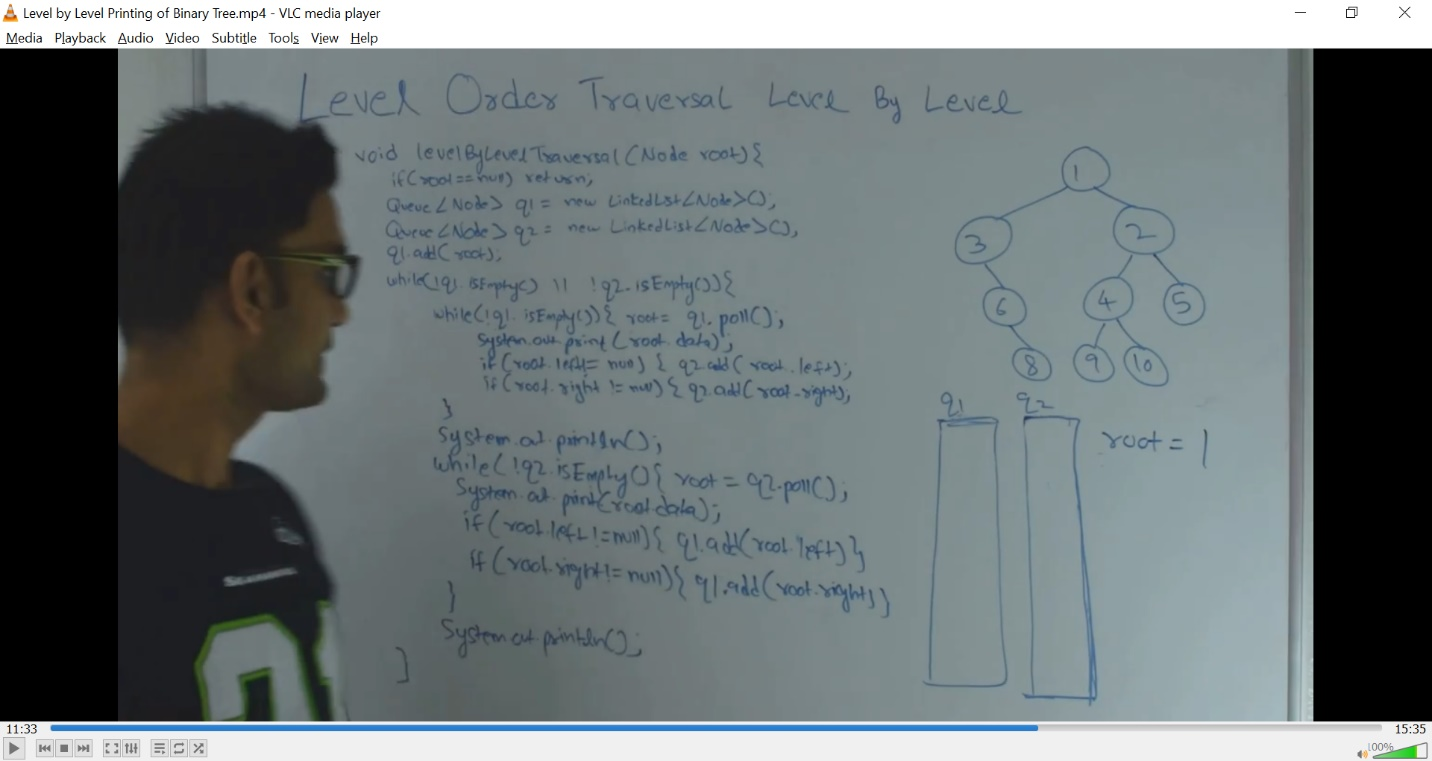 Level by Level Printing of Binary Tree.mp4 - VLC media player
Media Playback Audio Video Subtitle Tools View Help
Level Order Traversal Level By Level
void levelByLevelTraversal(Node root){
if(root==null) return;
Queue<Node> q1 = new LinkedList<Node>();
Queue<Node> q2 = new LinkedList<Node>();
q1.add(root);
while(!q1.isEmpty() || !q2.isEmpty()){
while(!q1.isEmpty()){ root = q1.poll();
System.out.print(root.data);
if(root.left!= null) { q2.add(root.left);
if(root.right != null) { q2.add(root.right);
}
System.out.println();
while(!q2.isEmpty(){ root = q2.poll();
System.out.print(root.data);
if(root.left!=null){ q1.add(root.left)}
if(root.right!=null){ q1.add(root.right)}
}
System.out.println();
}
1
3 2
6 4 5
8 9 10
q1 q2
root = 1
11:33 15:35
100%